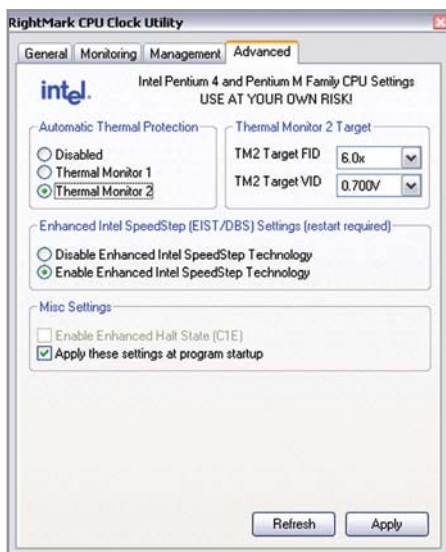 RightMark CPU Clock Utility
General
Monitoring
Management
Advanced
intel.
Intel Pentium 4 and Pentium M Family CPU Settings
USE AT YOUR OWN RISK!
Automatic Thermal Protection
Disabled
Thermal Monitor 1
Thermal Monitor 2
Thermal Monitor 2 Target
TM2 Target FID
6.0x
TM2 Target VID
0.700V
Enhanced Intel SpeedStep (EIST/DBS) Settings (restart required)
Disable Enhanced Intel SpeedStep Technology
Enable Enhanced Intel SpeedStep Technology
Misc Settings
Enable Enhanced Halt State (C1E)
Apply these settings at program startup
Refresh
Apply